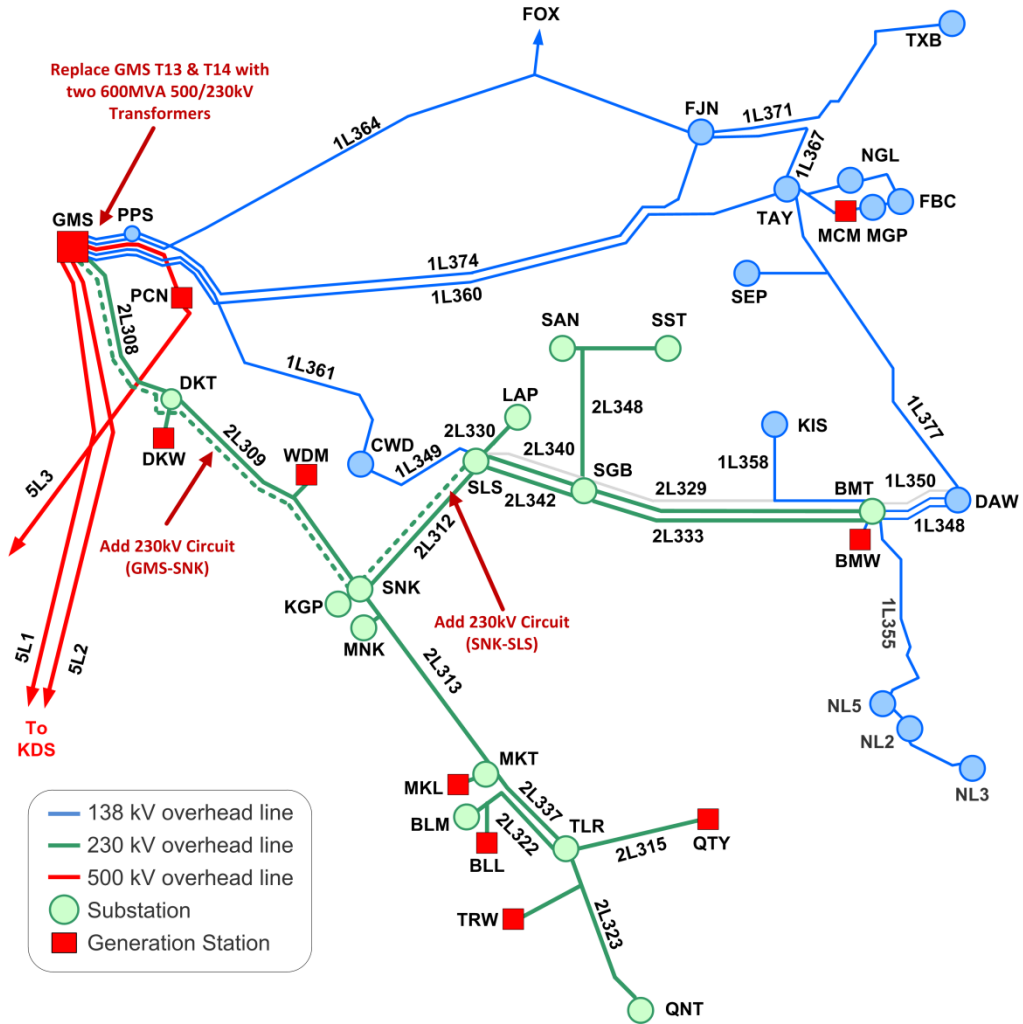 FOX
TXB
Replace GMS T13 & T14 with
two 600MVA 500/230kV
Transformers
FJN
1L371
1L364
1L367
NGL
GMS
PPS
TAY
FBC
MCM
MGP
1L374
1L360
PCN
SEP
2L308
SAN
SST
1L361
DKT
LAP
1L377
2L348
KIS
2L330
DKW
2L309
WDM
CWD
1L349
2L340
SGB
1L358
5L3
SLS
2L342
2L329
BMT
1L350
DAW
2L333
1L348
2L312
Add 230kV Circuit
(GMS-SNK)
BMW
SNK
KGP
Add 230kV Circuit
(SNK-SLS)
MNK
1L355
5L1
5L2
2L313
NL5
To
KDS
NL2
MKT
NL3
MKL
2L337
138 kV overhead line
BLM
TLR
2L322
230 kV overhead line
2L315
QTY
BLL
500 kV overhead line
Substation
TRW
2L323
Generation Station
QNT